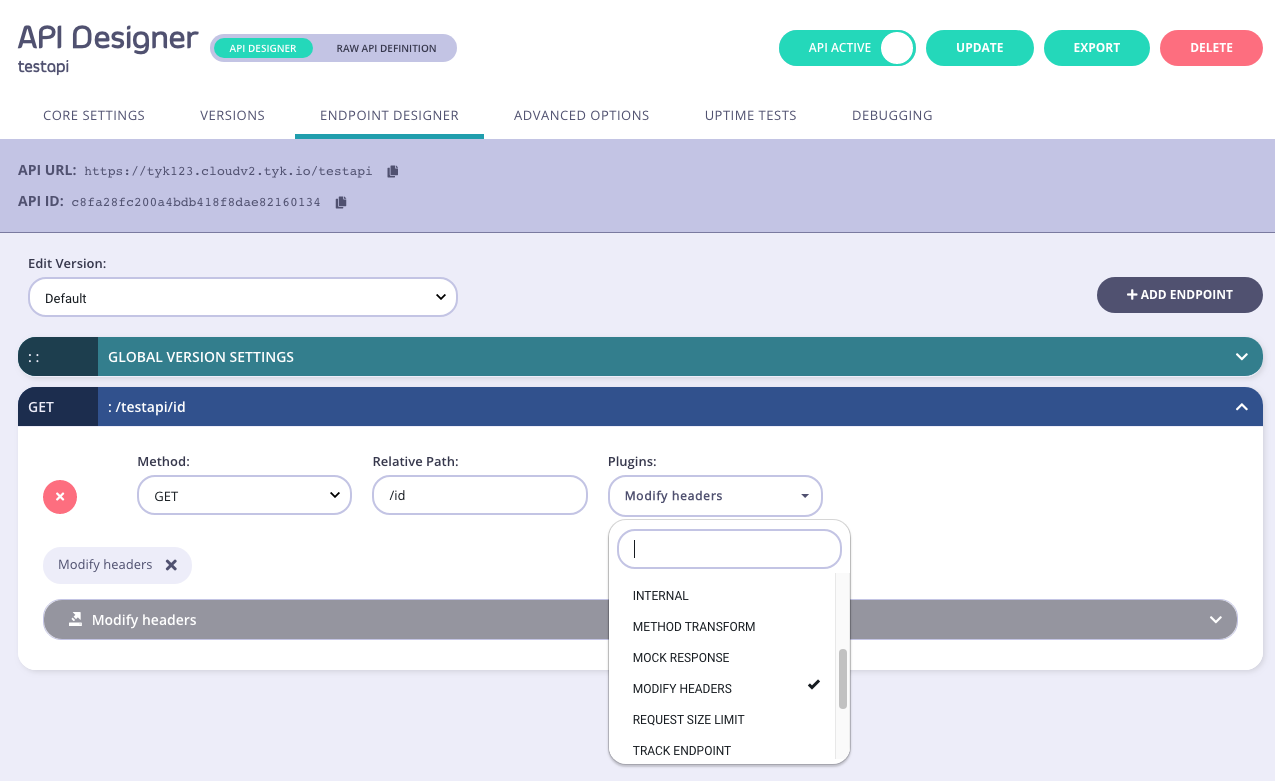 API Designer
API DESIGNER RAW API DEFINITION
testapi
API ACTIVE UPDATE EXPORT DELETE
CORE SETTINGS VERSIONS ENDPOINT DESIGNER ADVANCED OPTIONS UPTIME TESTS DEBUGGING
API URL: https://tyk123.cloudv2.tyk.io/testapi
API ID: c8fa28fc200a4bdb418f8dae82160134
Edit Version:
Default
+ ADD ENDPOINT
: : GLOBAL VERSION SETTINGS
GET : /testapi/id
Method: Relative Path: Plugins:
GET /id Modify headers
Modify headers
Modify headers
INTERNAL
METHOD TRANSFORM
MOCK RESPONSE
MODIFY HEADERS
REQUEST SIZE LIMIT
TRACK ENDPOINT